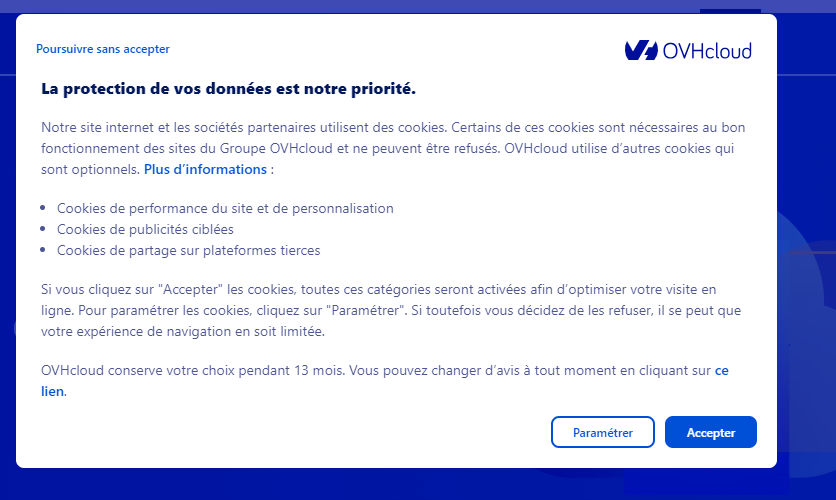 Poursuivre sans accepter
OVHcloud
La protection de vos données est notre priorité.
Notre site internet et les sociétés partenaires utilisent des cookies. Certains de ces cookies sont nécessaires au bon
fonctionnement des sites du Groupe OVHcloud et ne peuvent être refusés. OVHcloud utilise d’autres cookies qui
sont optionnels. Plus d’informations :
• Cookies de performance du site et de personnalisation
• Cookies de publicités ciblées
• Cookies de partage sur plateformes tierces
Si vous cliquez sur "Accepter" les cookies, toutes ces catégories seront activées afin d’optimiser votre visite en
ligne. Pour paramétrer les cookies, cliquez sur "Paramétrer". Si toutefois vous décidez de les refuser, il se peut que
votre expérience de navigation en soit limitée.
OVHcloud conserve votre choix pendant 13 mois. Vous pouvez changer d’avis à tout moment en cliquant sur ce
lien.
Paramétrer
Accepter